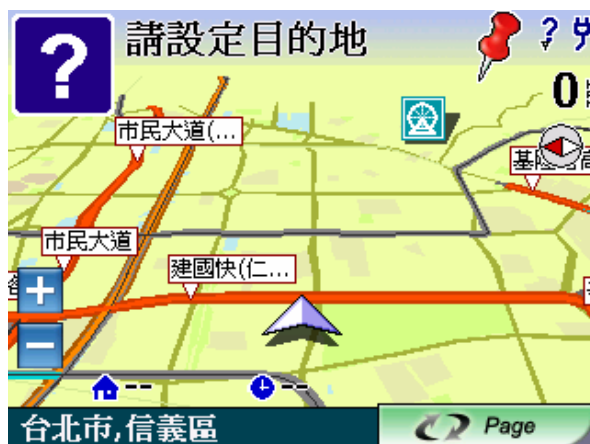 ?
請設定目的地
?
0
市民大道(...
市民大道
建國快(仁...
+
−
--
--
台北市,信義區
Page